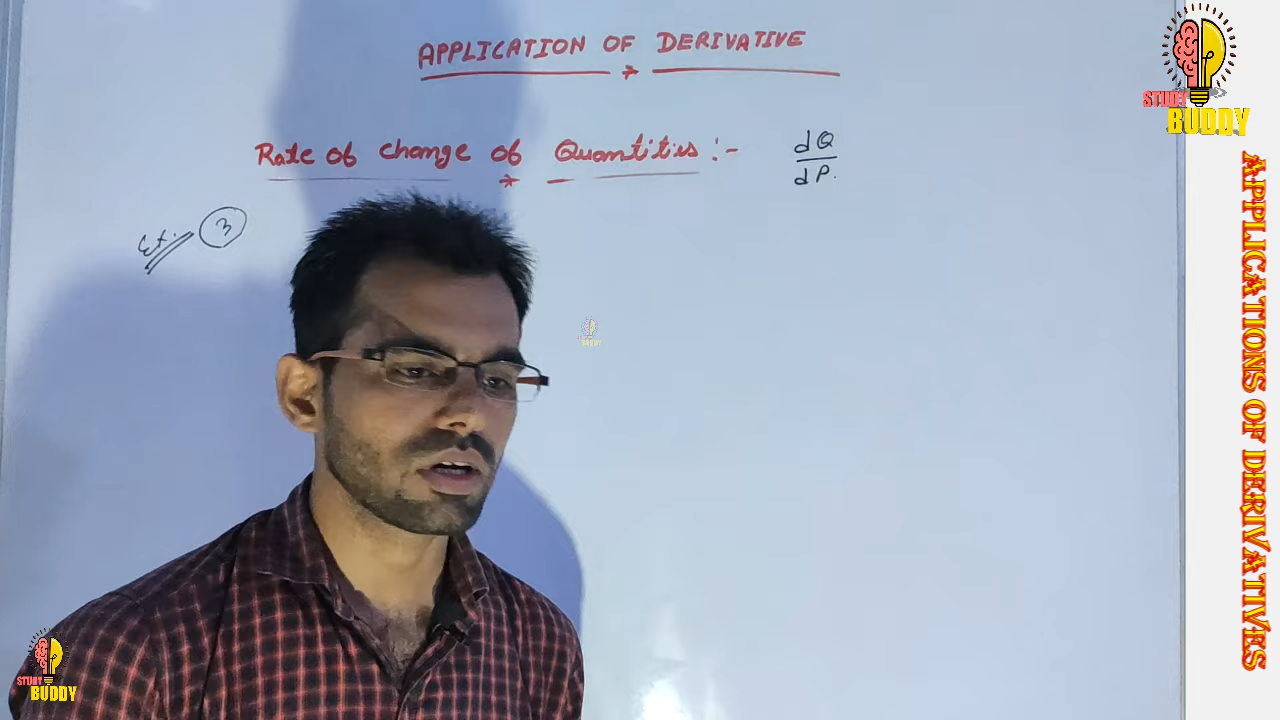 APPLICATION OF DERIVATIVE
Rate of change of Quantities :-
dQ
dP.
Ex. 3
STUDY
BUDDY
APPLICATIONS OF DERIVATIVES
STUDY
BUDDY
BUDDY